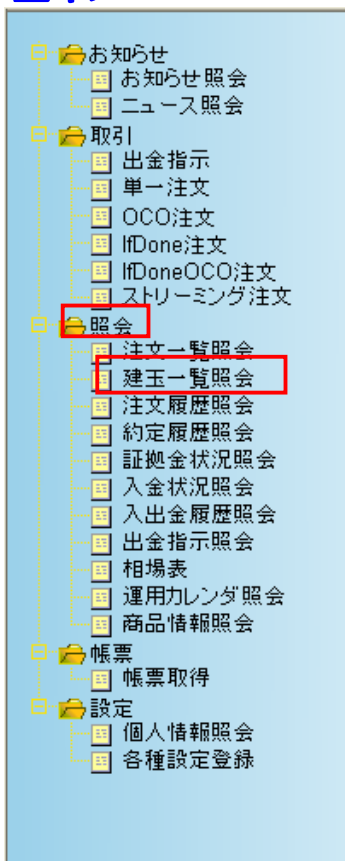 お知らせ
お知らせ照会
ニュース照会
取引
出金指示
単一注文
OCO注文
IfDone注文
IfDoneOCO注文
ストリーミング注文
照会
注文一覧照会
建玉一覧照会
注文履歴照会
約定履歴照会
証拠金状況照会
入金状況照会
入出金履歴照会
出金指示照会
相場表
運用カレンダ照会
商品情報照会
帳票
帳票取得
設定
個人情報照会
各種設定登録